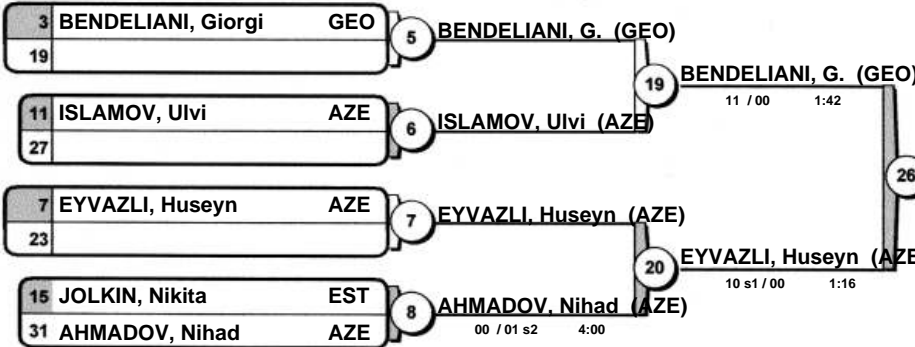 3 BENDELIANI, Giorgi GEO
19
5
BENDELIANI, G. (GEO)
11 ISLAMOV, Ulvi AZE
27
6
ISLAMOV, Ulvi (AZE)
19
BENDELIANI, G. (GEO)
11 / 00 1:42
7 EYVAZLI, Huseyn AZE
23
7
EYVAZLI, Huseyn (AZE)
15 JOLKIN, Nikita EST
31 AHMADOV, Nihad AZE
8
AHMADOV, Nihad (AZE)
00 / 01 s2 4:00
20
EYVAZLI, Huseyn (AZE
10 s1 / 00 1:16
26